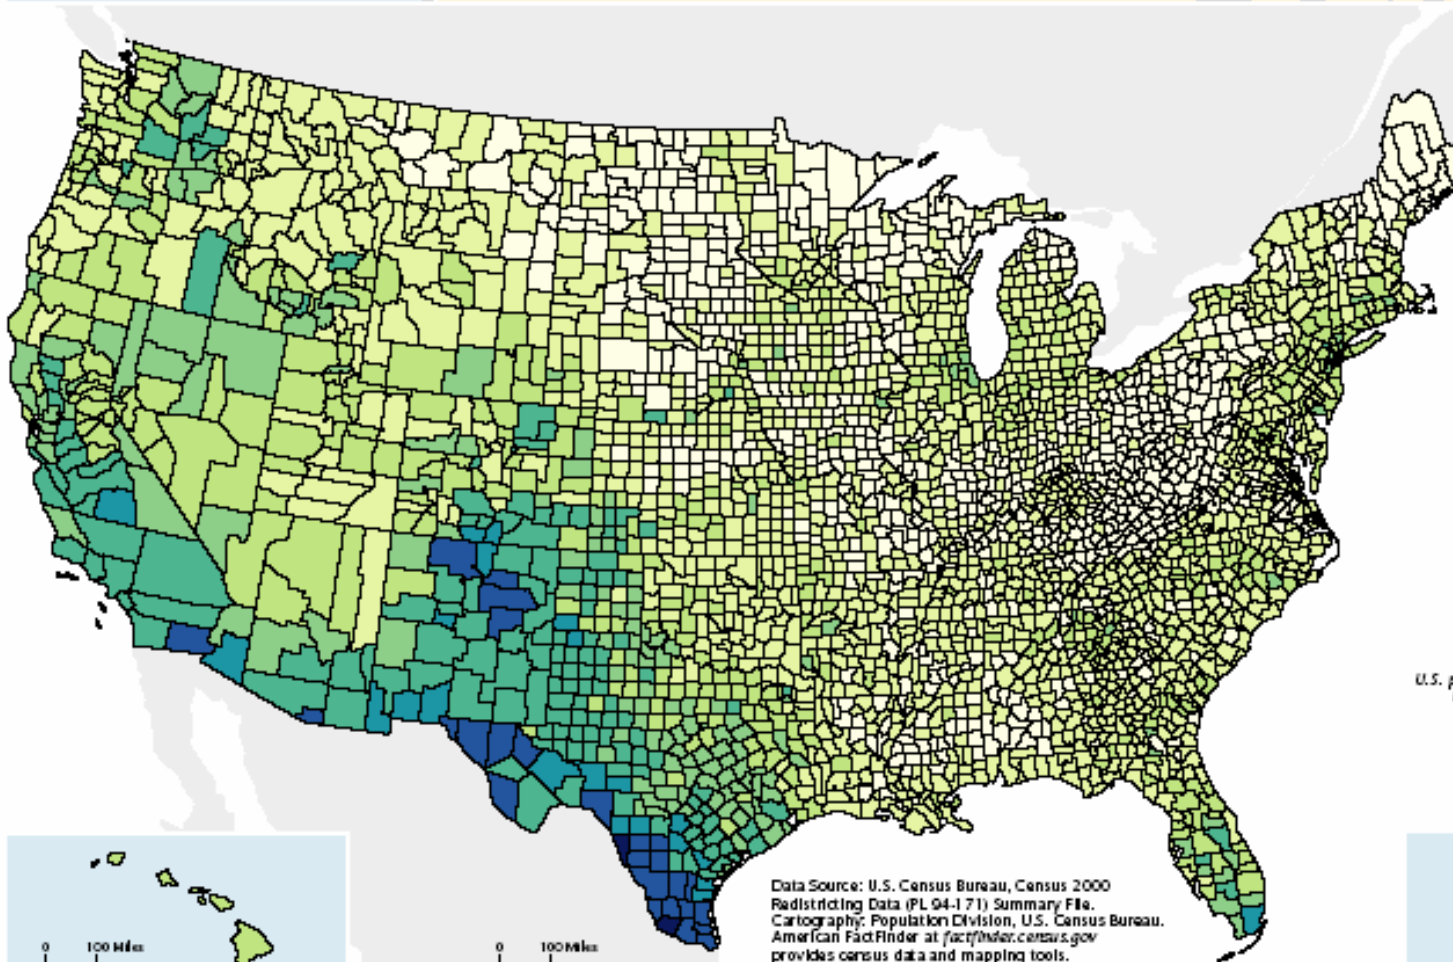 U.S.
0 100 Miles
0 100 Miles
Data Source: U.S. Census Bureau, Census 2000
Redistricting Data (PL 94-171) Summary File.
Cartography: Population Division, U.S. Census Bureau.
American FactFinder at factfinder.census.gov
provides census data and mapping tools.